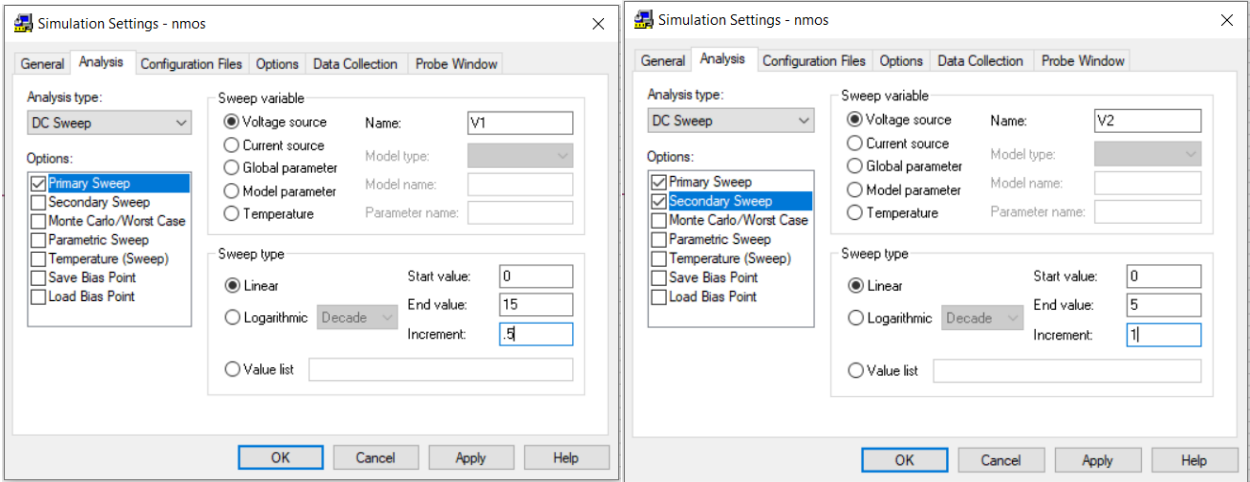 Simulation Settings - nmos
General Analysis Configuration Files Options Data Collection Probe Window
Analysis type:
DC Sweep
Options:
Primary Sweep
Secondary Sweep
Monte Carlo/Worst Case
Parametric Sweep
Temperature (Sweep)
Save Bias Point
Load Bias Point
Sweep variable
Voltage source
Current source
Global parameter
Model parameter
Temperature
Name: V1
Model type:
Model name:
Parameter name:
Sweep type
Linear
Logarithmic Decade
Value list
Start value: 0
End value: 15
Increment: .5
OK Cancel Apply Help
Simulation Settings - nmos
General Analysis Configuration Files Options Data Collection Probe Window
Analysis type:
DC Sweep
Options:
Primary Sweep
Secondary Sweep
Monte Carlo/Worst Case
Parametric Sweep
Temperature (Sweep)
Save Bias Point
Load Bias Point
Sweep variable
Voltage source
Current source
Global parameter
Model parameter
Temperature
Name: V2
Model type:
Model name:
Parameter name:
Sweep type
Linear
Logarithmic Decade
Value list
Start value: 0
End value: 5
Increment: 1
OK Cancel Apply Help